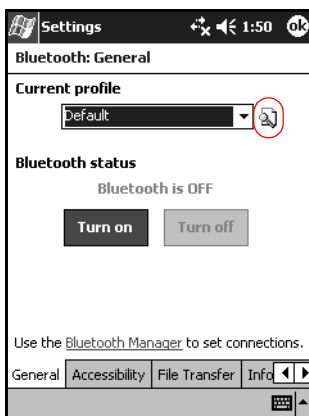 Settings 1:50 ok
Bluetooth: General
Current profile
Default
Bluetooth status
Bluetooth is OFF
Turn on Turn off
Use the Bluetooth Manager to set connections.
General Accessibility File Transfer Info